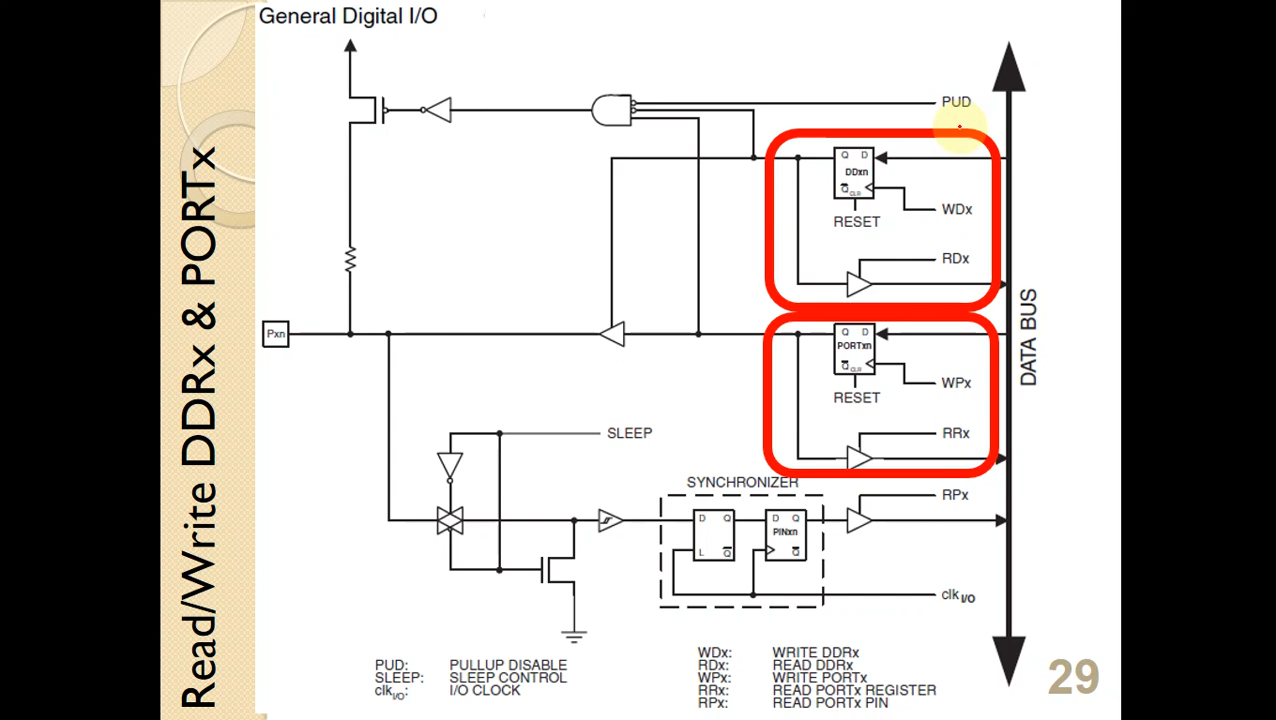 General Digital I/O
Read/Write DDRx & PORTx
PUD
Q D
DDxn
Q CLR
WDx
RESET
RDx
DATA BUS
Pxn
Q D
PORTxn
Q CLR
WPx
RESET
RRx
SLEEP
SYNCHRONIZER
RPx
D Q
L Q
D Q
PINxn
Q
clk I/O
PUD: PULLUP DISABLE
SLEEP: SLEEP CONTROL
clkI/O: I/O CLOCK
WDx: WRITE DDRx
RDx: READ DDRx
WPx: WRITE PORTx
RRx: READ PORTx REGISTER
RPx: READ PORTx PIN
29